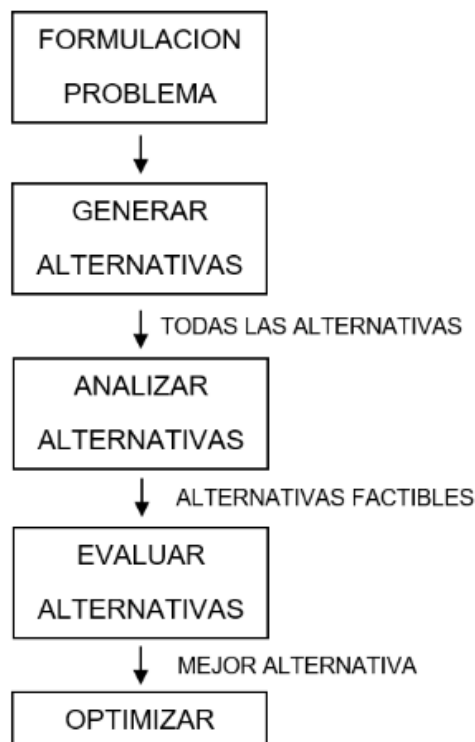 FORMULACION
PROBLEMA
GENERAR
ALTERNATIVAS
TODAS LAS ALTERNATIVAS
ANALIZAR
ALTERNATIVAS
ALTERNATIVAS FACTIBLES
EVALUAR
ALTERNATIVAS
MEJOR ALTERNATIVA
OPTIMIZAR